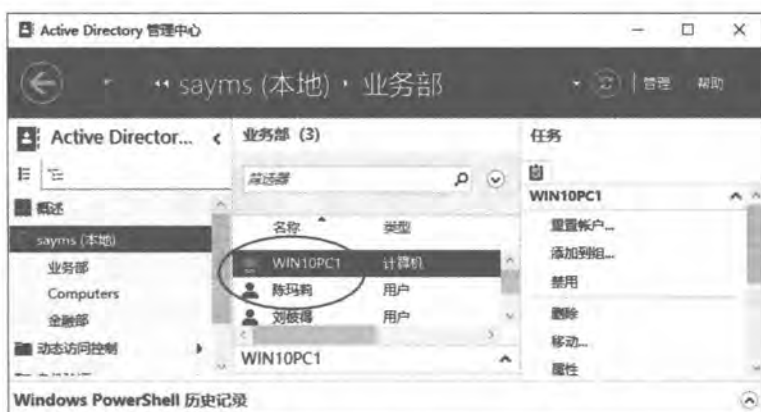 Active Directory 管理中心
sayms (本地) · 业务部
管理 帮助
Active Director...
业务部 (3)
任务
筛选器
概述
sayms (本地)
业务部
Computers
金融部
动态访问控制
名称 类型
WIN10PC1 计算机
陈玛莉 用户
刘彼得 用户
WIN10PC1
WIN10PC1
重置帐户...
添加到组...
禁用
删除
移动...
属性
Windows PowerShell 历史记录